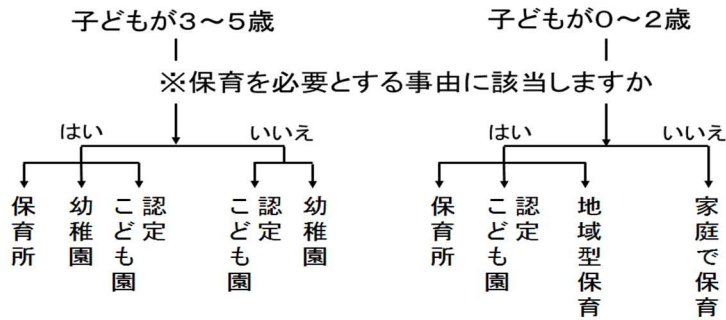 子どもが３～５歳
子どもが０～２歳
※保育を必要とする事由に該当しますか
はい
いいえ
はい
いいえ
保育所
幼稚園
認定
こども園
認定
こども園
幼稚園
保育所
認定
こども園
地域型保育
家庭で保育